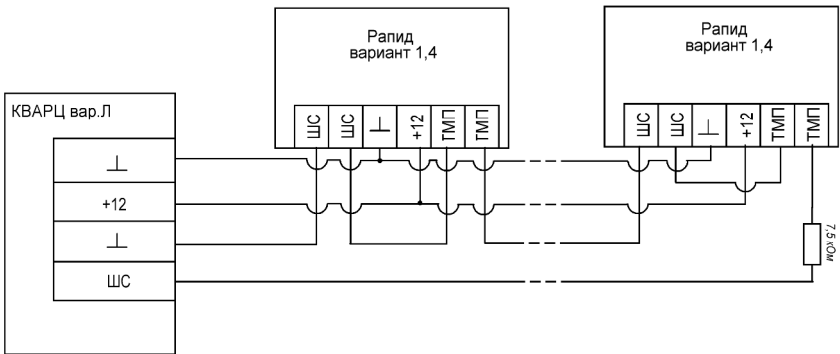 Рапид
вариант 1,4
ШС
ШС
⊥
+12
ТМП
ТМП
Рапид
вариант 1,4
ШС
ШС
⊥
+12
ТМП
ТМП
КВАРЦ вар.Л
⊥
+12
⊥
ШС
7,5 кОм